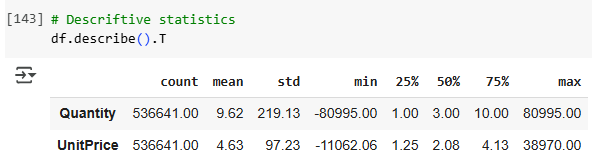 [143] # Descriftive statistics
df.describe().T
count mean std min 25% 50% 75% max
Quantity 536641.00 9.62 219.13 -80995.00 1.00 3.00 10.00 80995.00
UnitPrice 536641.00 4.63 97.23 -11062.06 1.25 2.08 4.13 38970.00